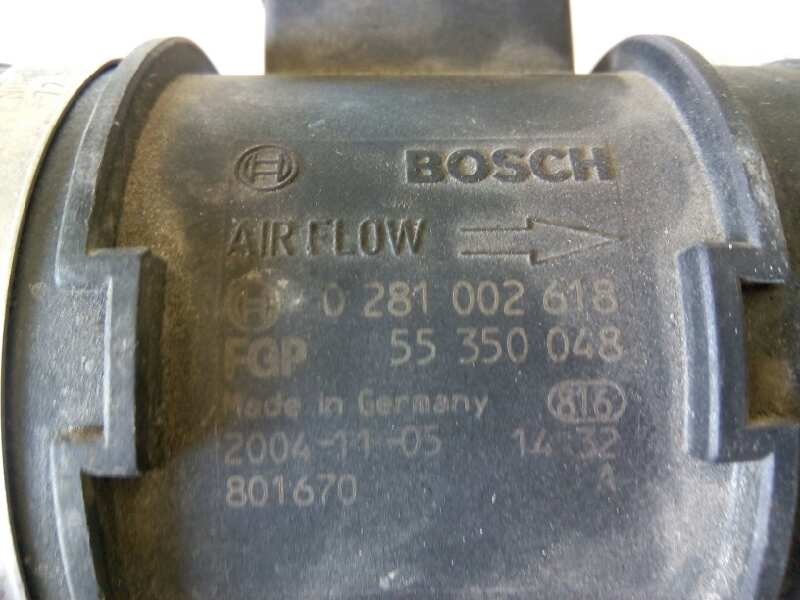 BOSCH
AIR FLOW
0 281 002 618
FGP 55 350 048
Made in Germany 816
2004-11-05 14:32
A
801670